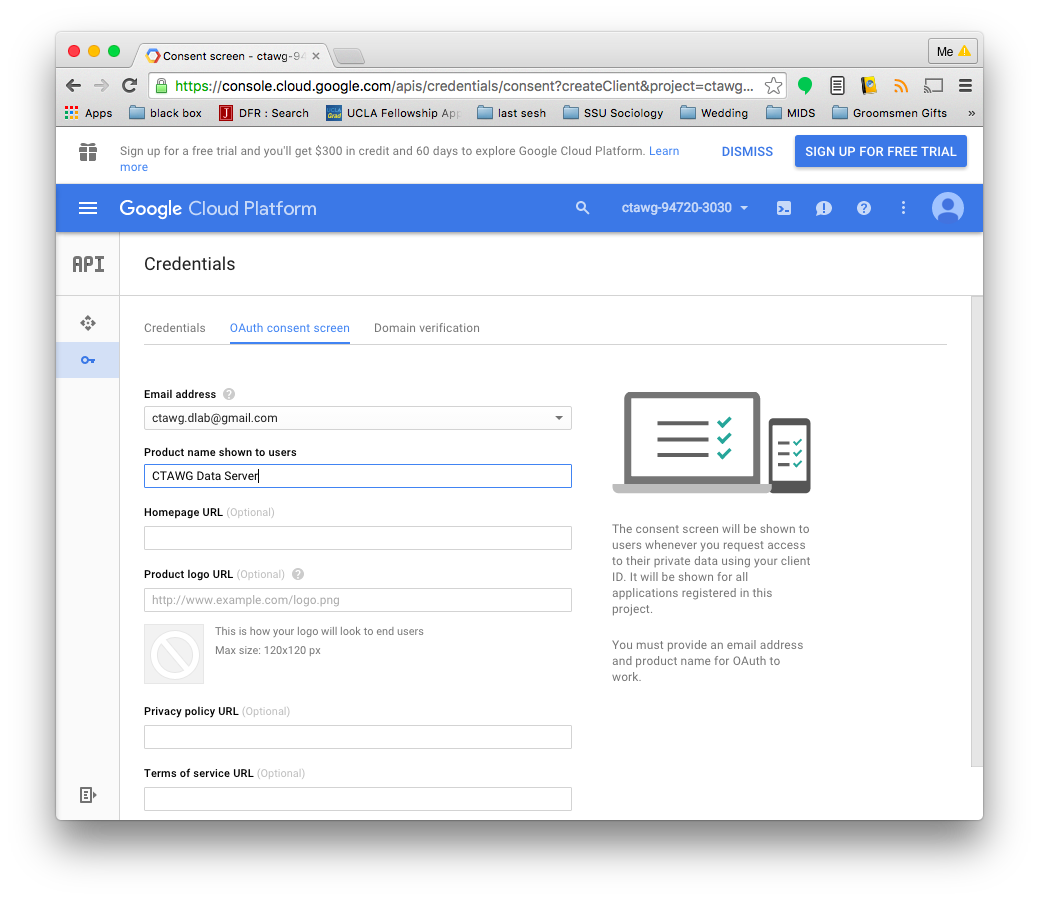 Consent screen - ctawg-94
Me
https://console.cloud.google.com/apis/credentials/consent?createClient&project=ctawg...
Apps black box DFR : Search UCLA Fellowship App last sesh SSU Sociology Wedding MIDS Groomsmen Gifts »
Sign up for a free trial and you'll get $300 in credit and 60 days to explore Google Cloud Platform. Learn
more
DISMISS
SIGN UP FOR FREE TRIAL
Google Cloud Platform
ctawg-94720-3030
API
Credentials
Credentials OAuth consent screen Domain verification
Email address
ctawg.dlab@gmail.com
Product name shown to users
CTAWG Data Server
Homepage URL (Optional)
Product logo URL (Optional)
http://www.example.com/logo.png
This is how your logo will look to end users
Max size: 120x120 px
Privacy policy URL (Optional)
Terms of service URL (Optional)
The consent screen will be shown to
users whenever you request access
to their private data using your client
ID. It will be shown for all
applications registered in this
project.
You must provide an email address
and product name for OAuth to
work.